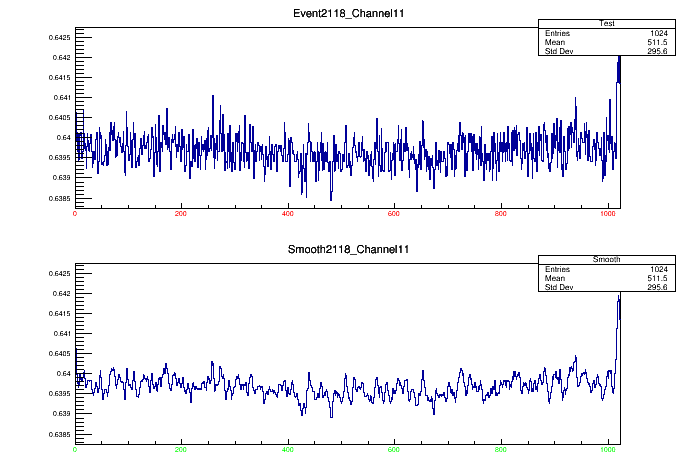 Event2118_Channel11
Test
Entries 1024
Mean 511.5
Std Dev 295.6
0.6425
0.642
0.6415
0.641
0.6405
0.64
0.6395
0.639
0.6385
0 200 400 600 800 1000
Smooth2118_Channel11
Smooth
Entries 1024
Mean 511.5
Std Dev 295.6
0.6425
0.642
0.6415
0.641
0.6405
0.64
0.6395
0.639
0.6385
0 200 400 600 800 1000